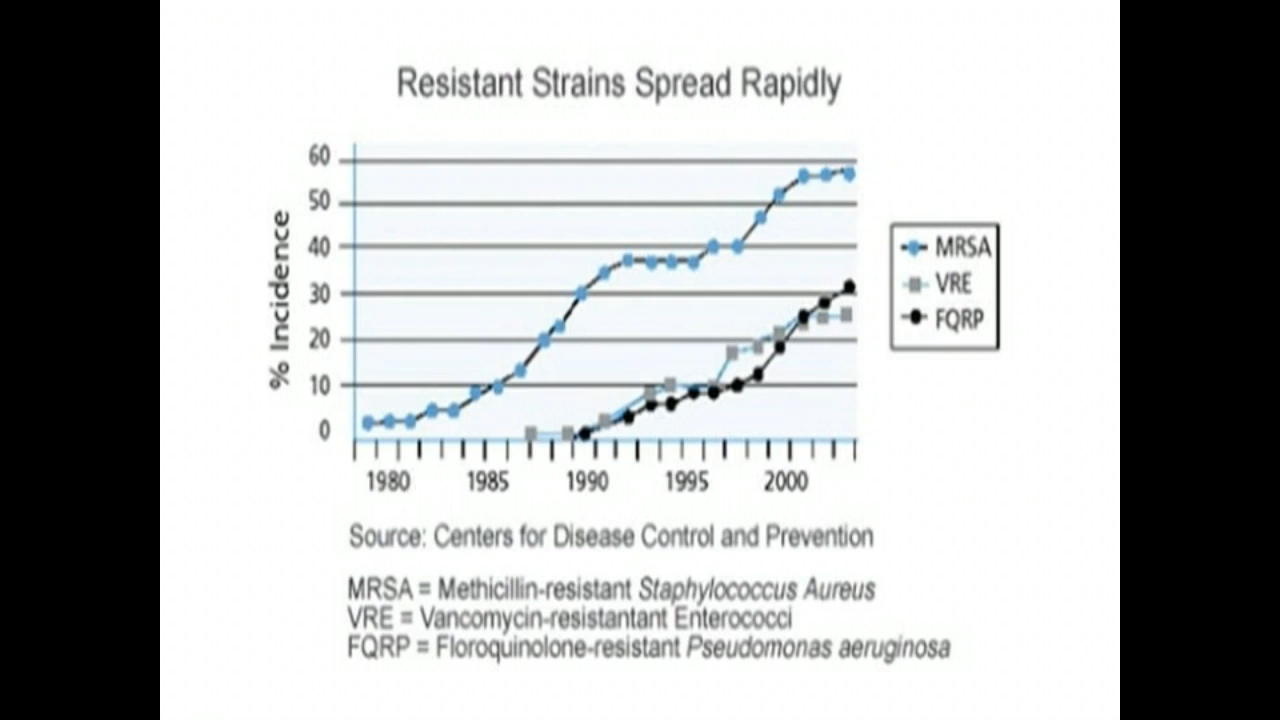 Resistant Strains Spread Rapidly
60
50
40
30
20
10
0
% Incidence
1980 1985 1990 1995 2000
MRSA
VRE
FQRP
Source: Centers for Disease Control and Prevention
MRSA = Methicillin-resistant Staphylococcus Aureus
VRE = Vancomycin-resistantant Enterococci
FQRP = Floroquinolone-resistant Pseudomonas aeruginosa